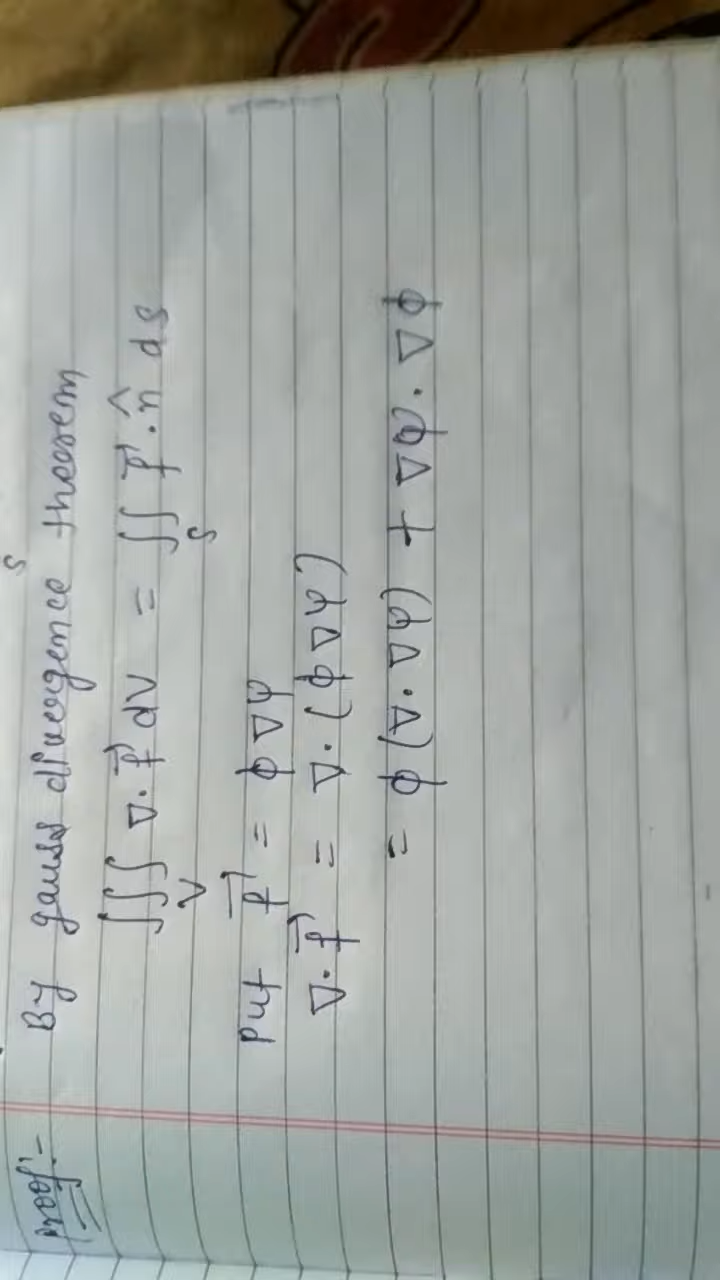 Proof:- By gauss divergence theorem
∫∫∫ ∇·f⃗ dV = ∫∫ f⃗·n̂ ds
V S
put f⃗ = φ∇ψ
∇·f⃗ = ∇·(φ∇ψ)
= φ(∇·∇ψ) + ∇ψ·∇φ